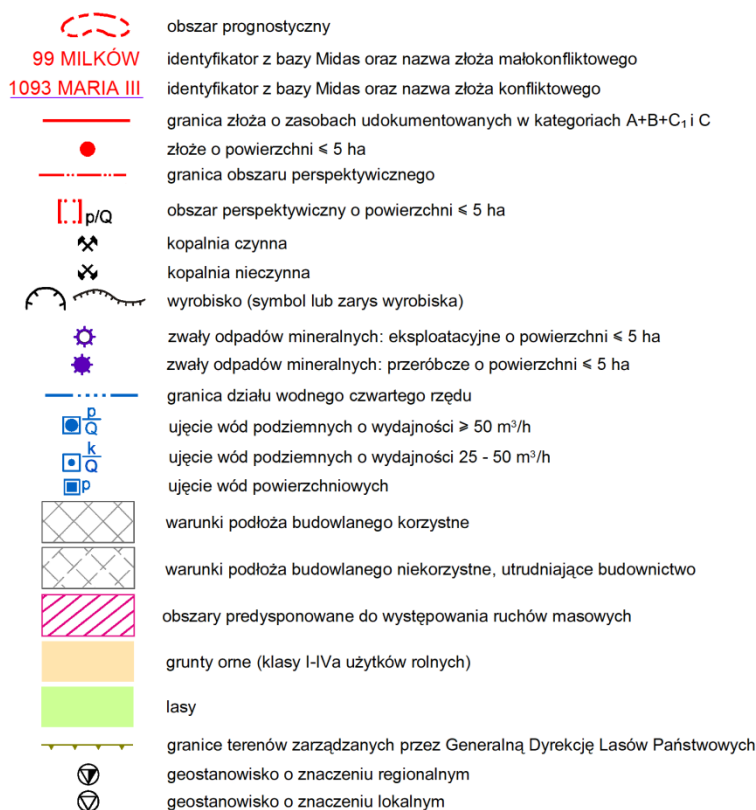 obszar prognostyczny
99 MILKÓW identyfikator z bazy Midas oraz nazwa złoża małokonfliktowego
1093 MARIA III identyfikator z bazy Midas oraz nazwa złoża konfliktowego
granica złoża o zasobach udokumentowanych w kategoriach A+B+C₁ i C
złoże o powierzchni ≤ 5 ha
granica obszaru perspektywicznego
p/Q obszar perspektywiczny o powierzchni ≤ 5 ha
kopalnia czynna
kopalnia nieczynna
wyrobisko (symbol lub zarys wyrobiska)
zwały odpadów mineralnych: eksploatacyjne o powierzchni ≤ 5 ha
zwały odpadów mineralnych: przeróbcze o powierzchni ≤ 5 ha
granica działu wodnego czwartego rzędu
p/Q ujęcie wód podziemnych o wydajności ≥ 50 m³/h
k/Q ujęcie wód podziemnych o wydajności 25 - 50 m³/h
p ujęcie wód powierzchniowych
warunki podłoża budowlanego korzystne
warunki podłoża budowlanego niekorzystne, utrudniające budownictwo
obszary predysponowane do występowania ruchów masowych
grunty orne (klasy I-IVa użytków rolnych)
lasy
granice terenów zarządzanych przez Generalną Dyrekcję Lasów Państwowych
geostanowisko o znaczeniu regionalnym
geostanowisko o znaczeniu lokalnym